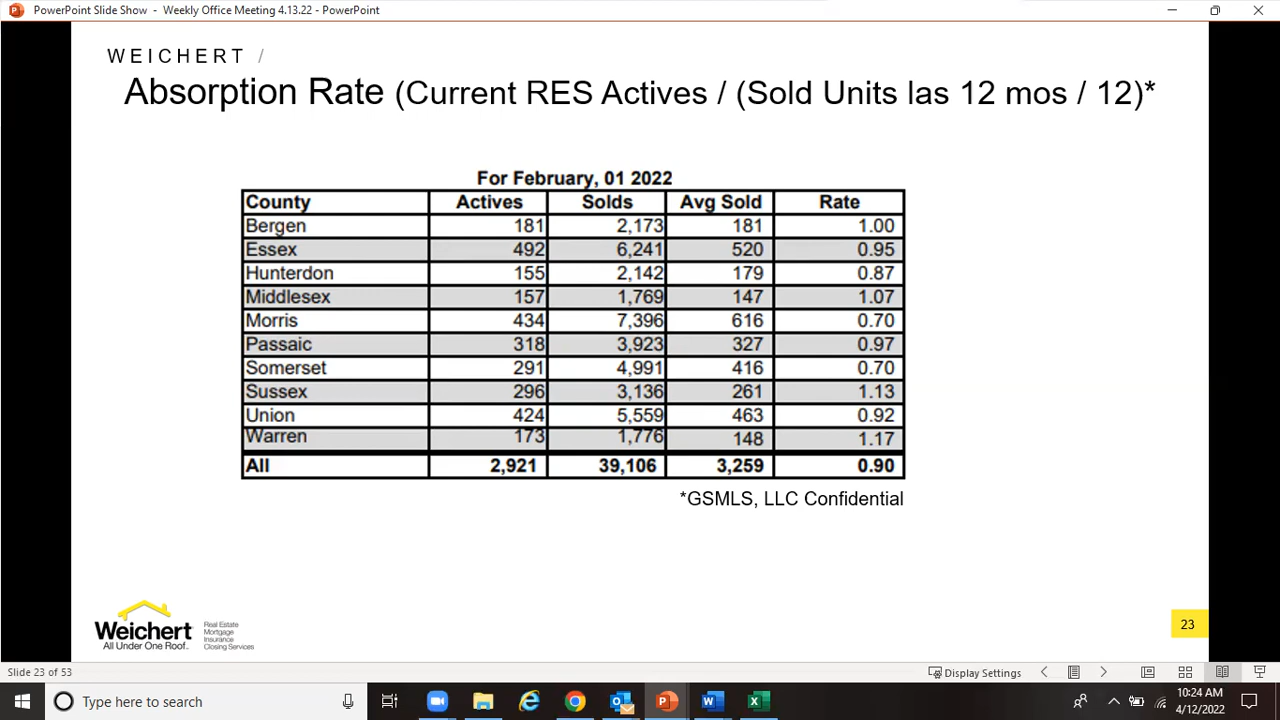 PowerPoint Slide Show - Weekly Office Meeting 4.13.22 - PowerPoint
WEICHERT /
Absorption Rate (Current RES Actives / (Sold Units las 12 mos / 12)*
For February, 01 2022
County Actives Solds Avg Sold Rate
Bergen 181 2,173 181 1.00
Essex 492 6,241 520 0.95
Hunterdon 155 2,142 179 0.87
Middlesex 157 1,769 147 1.07
Morris 434 7,396 616 0.70
Passaic 318 3,923 327 0.97
Somerset 291 4,991 416 0.70
Sussex 296 3,136 261 1.13
Union 424 5,559 463 0.92
Warren 173 1,776 148 1.17
All 2,921 39,106 3,259 0.90
*GSMLS, LLC Confidential
Weichert
All Under One Roof.
Real Estate
Mortgage
Insurance
Closing Services
23
Slide 23 of 53
Display Settings
Type here to search
10:24 AM
4/12/2022